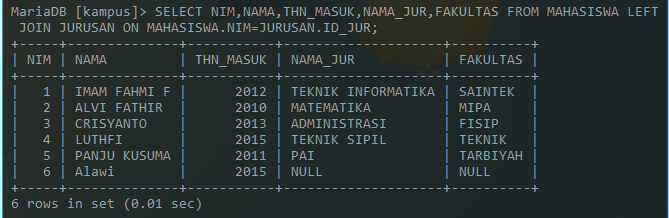 MariaDB [kampus]> SELECT NIM,NAMA,THN_MASUK,NAMA_JUR,FAKULTAS FROM MAHASISWA LEFT
 JOIN JURUSAN ON MAHASISWA.NIM=JURUSAN.ID_JUR;
+-----+---------------+-----------+--------------------+----------+
| NIM | NAMA          | THN_MASUK | NAMA_JUR           | FAKULTAS |
+-----+---------------+-----------+--------------------+----------+
|   1 | IMAM FAHMI F  |      2012 | TEKNIK INFORMATIKA | SAINTEK  |
|   2 | ALVI FATHIR   |      2010 | MATEMATIKA         | MIPA     |
|   3 | CRISYANTO     |      2013 | ADMINISTRASI       | FISIP    |
|   4 | LUTHFI        |      2015 | TEKNIK SIPIL       | TEKNIK   |
|   5 | PANJU KUSUMA  |      2011 | PAI                | TARBIYAH |
|   6 | Alawi         |      2015 | NULL               | NULL     |
+-----+---------------+-----------+--------------------+----------+
6 rows in set (0.01 sec)